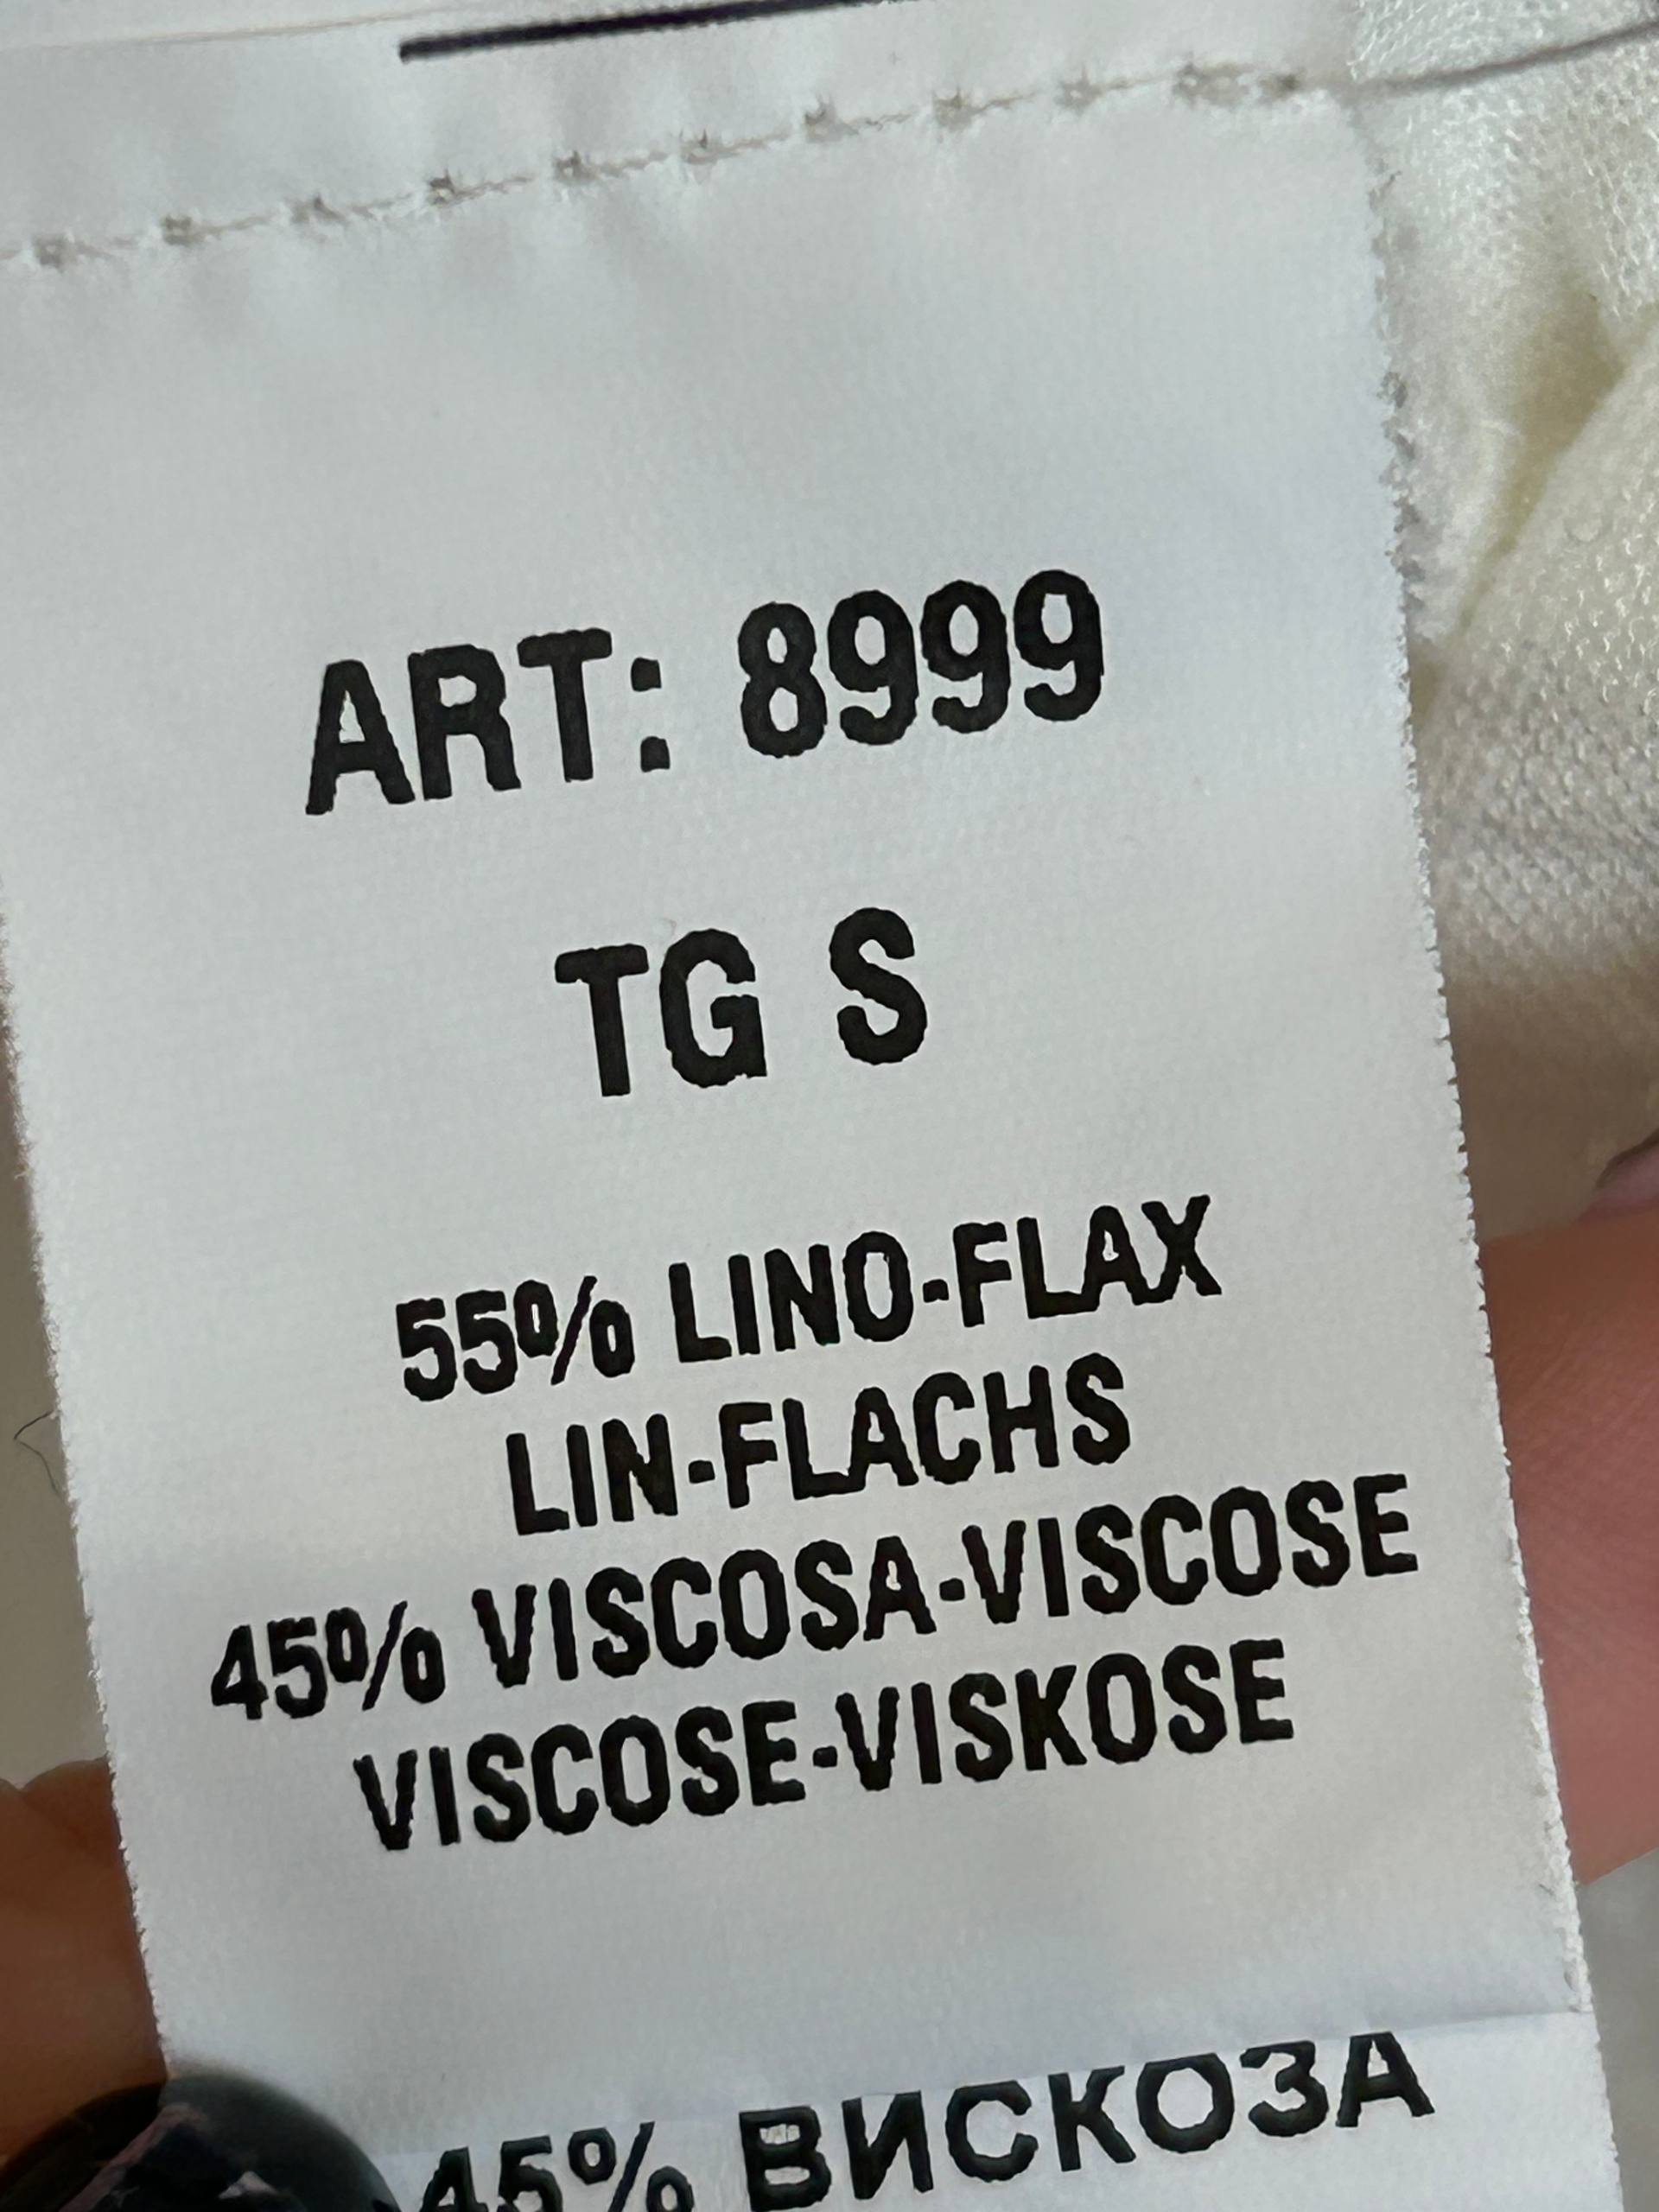 ART: 8999
TG S
55% LINO-FLAX
LIN-FLACHS
45% VISCOSA-VISCOSE
VISCOSE-VISKOSE
45% ВИСКОЗА